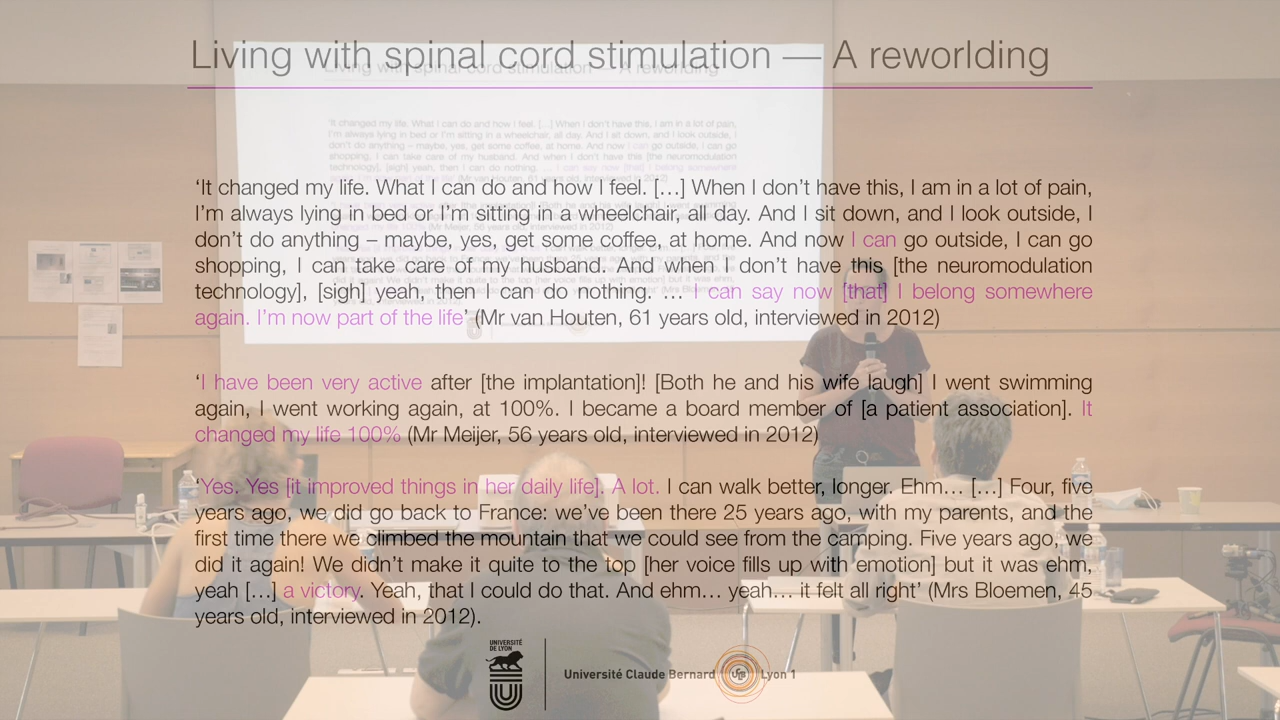 Living with spinal cord stimulation — A reworlding
‘It changed my life. What I can do and how I feel. […] When I don’t have this, I am in a lot of pain,
I’m always lying in bed or I’m sitting in a wheelchair, all day. And I sit down, and I look outside, I
don’t do anything – maybe, yes, get some coffee, at home. And now I can go outside, I can go
shopping, I can take care of my husband. And when I don’t have this [the neuromodulation
technology], [sigh] yeah, then I can do nothing. … I can say now [that] I belong somewhere
again. I’m now part of the life’ (Mr van Houten, 61 years old, interviewed in 2012)
‘I have been very active after [the implantation]! [Both he and his wife laugh] I went swimming
again, I went working again, at 100%. I became a board member of [a patient association]. It
changed my life 100% (Mr Meijer, 56 years old, interviewed in 2012)
‘Yes. Yes [it improved things in her daily life]. A lot. I can walk better, longer. Ehm… […] Four, five
years ago, we did go back to France: we’ve been there 25 years ago, with my parents, and the
first time there we climbed the mountain that we could see from the camping. Five years ago, we
did it again! We didn’t make it quite to the top [her voice fills up with emotion] but it was ehm,
yeah […] a victory. Yeah, that I could do that. And ehm… yeah… it felt all right’ (Mrs Bloemen, 45
years old, interviewed in 2012).
UNIVERSITÉ
DE LYON
Université Claude Bernard UCB Lyon 1